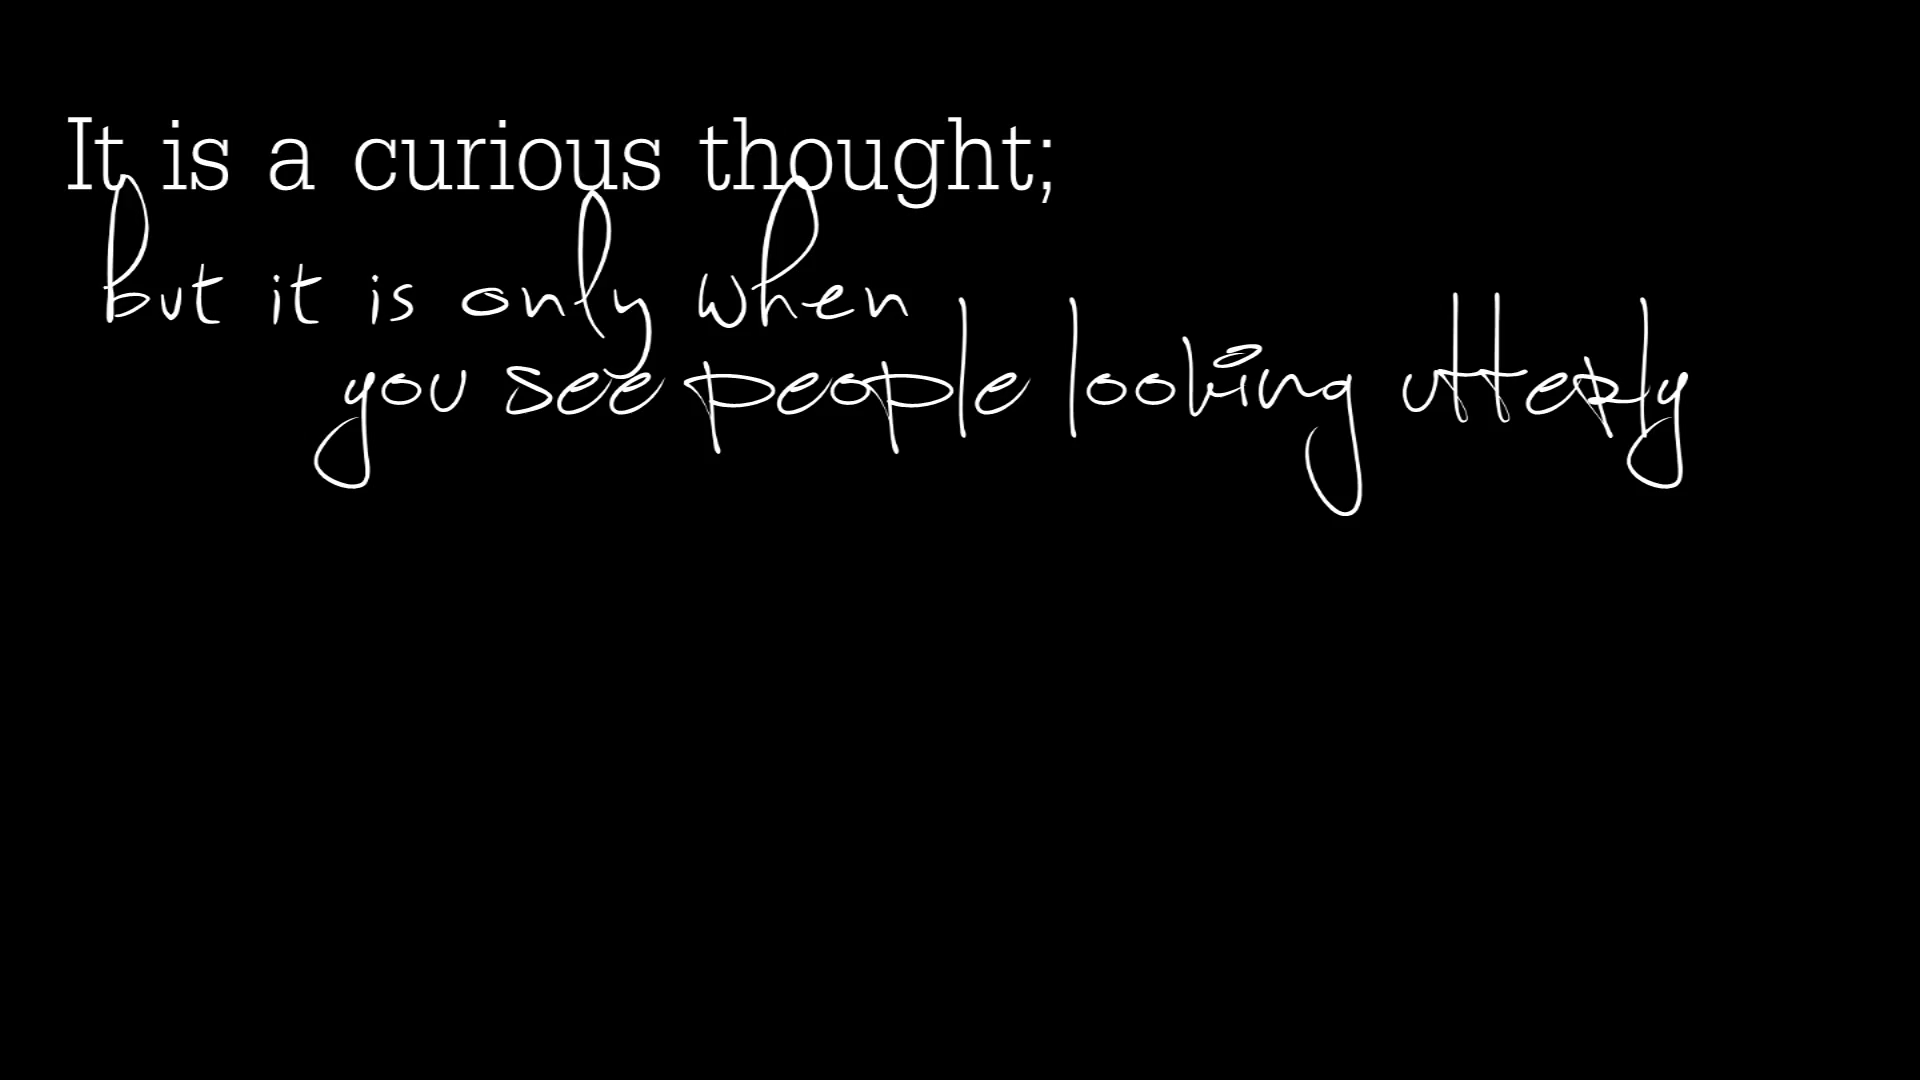 It is a curious thought;
but it is only when
you see people looking utterly